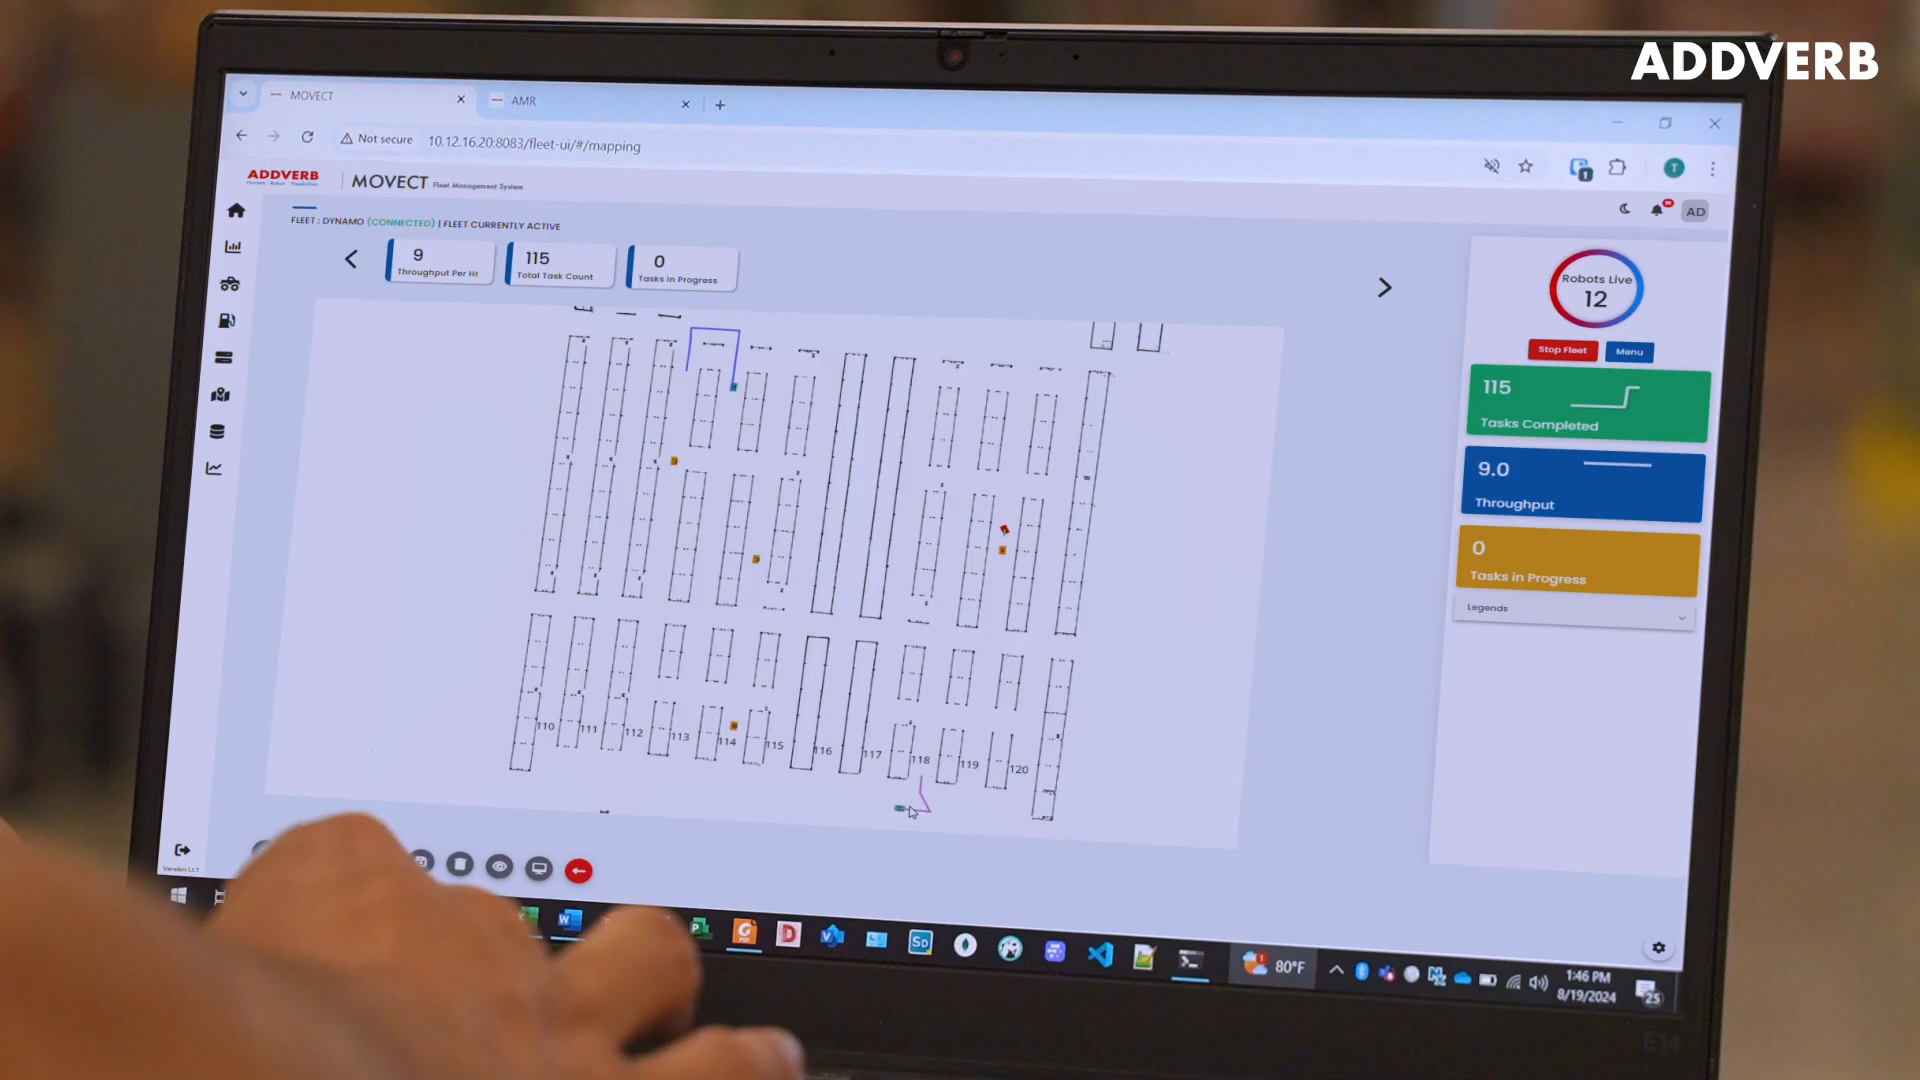 ADDVERB
MOVECT
AMR
Not secure
10.12.16.20:8083/fleet-ui/#/mapping
1
T
ADDVERB
MOVECT Fleet Management System
AD
FLEET : DYNAMO (CONNECTED) | FLEET CURRENTLY ACTIVE
9
Throughput Per Hr
115
Total Task Count
0
Tasks in Progress
Robots Live
12
Stop Fleet
Menu
115
Tasks Completed
9.0
Throughput
0
Tasks in Progress
Legends
110
111
112
113
114
115
116
117
118
119
120
80°F
1:46 PM
8/19/2024
25
E14